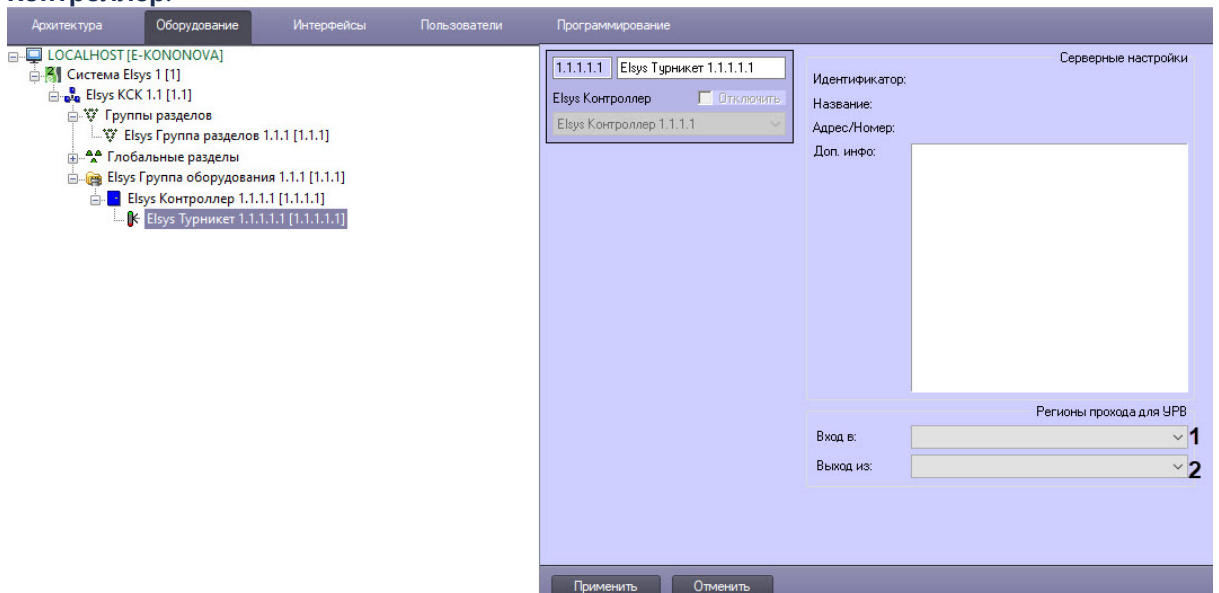 контроллер.
Архитектура Оборудование Интерфейсы Пользователи Программирование
LOCALHOST [E-KONONOVA]
Система Elsys 1 [1]
Elsys КСК 1.1 [1.1]
Группы разделов
Elsys Группа разделов 1.1.1 [1.1.1]
Глобальные разделы
Elsys Группа оборудования 1.1.1 [1.1.1]
Elsys Контроллер 1.1.1.1 [1.1.1.1]
Elsys Турникет 1.1.1.1.1 [1.1.1.1.1]
1.1.1.1.1 Elsys Турникет 1.1.1.1.1
Elsys Контроллер Отключить
Elsys Контроллер 1.1.1.1
Серверные настройки
Идентификатор:
Название:
Адрес/Номер:
Доп. инфо:
Регионы прохода для УРВ
Вход в: 1
Выход из: 2
Применить Отменить